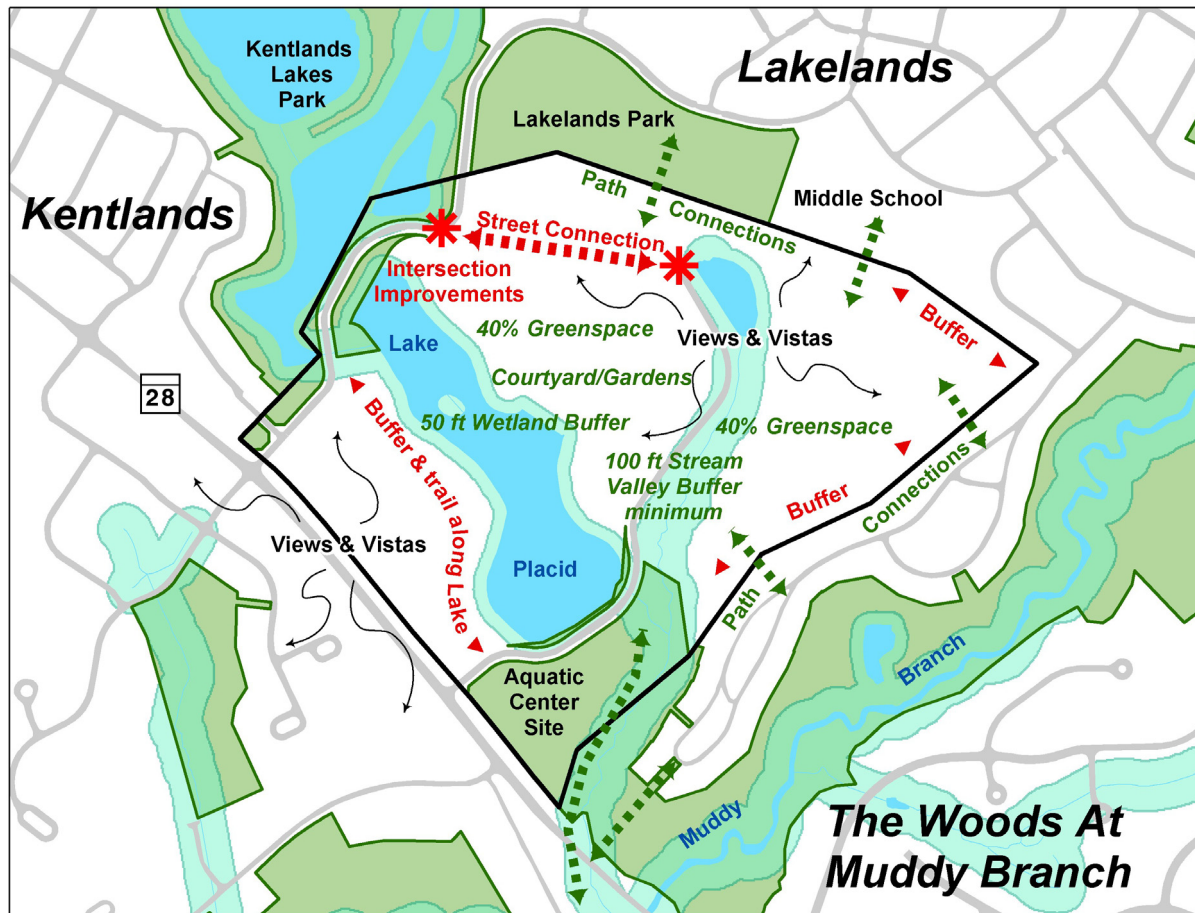 Kentlands
Lakes
Park
Lakelands
Lakelands Park
Kentlands
Path
Connections
Middle School
Street Connection
Intersection
Improvements
Buffer
40% Greenspace
Views & Vistas
Lake
Courtyard/Gardens
28
50 ft Wetland Buffer
40% Greenspace
100 ft Stream
Valley Buffer
minimum
Buffer & trail along Lake
Buffer
Connections
Path
Views & Vistas
Placid
Aquatic
Center
Site
Branch
Muddy
The Woods At
Muddy Branch